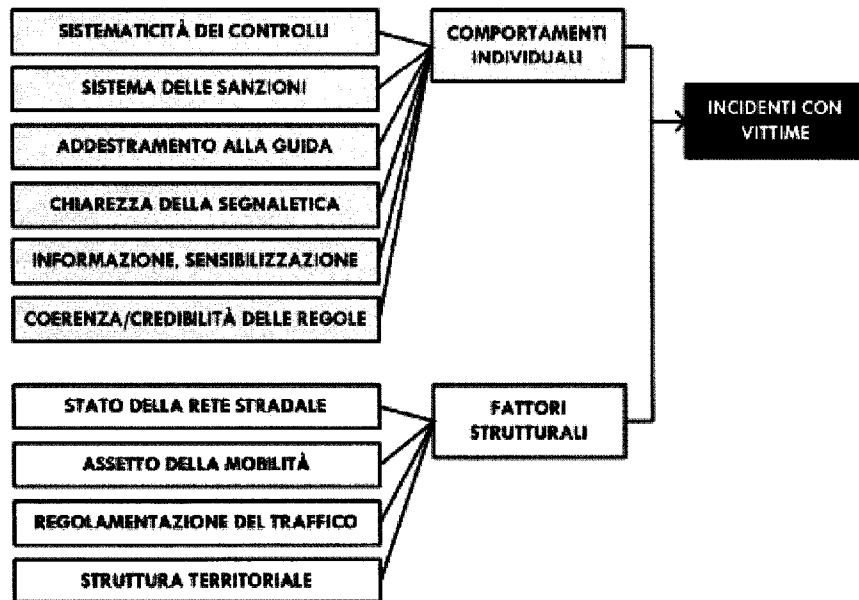 SISTEMATICITÀ DEI CONTROLLI
SISTEMA DELLE SANZIONI
ADDESTRAMENTO ALLA GUIDA
CHIAREZZA DELLA SEGNALETICA
INFORMAZIONE, SENSIBILIZZAZIONE
COERENZA/CREDIBILITÀ DELLE REGOLE
COMPORTAMENTI
INDIVIDUALI
INCIDENTI CON
VITTIME
STATO DELLA RETE STRADALE
ASSETTO DELLA MOBILITÀ
REGOLAMENTAZIONE DEL TRAFFICO
STRUTTURA TERRITORIALE
FATTORI
STRUTTURALI